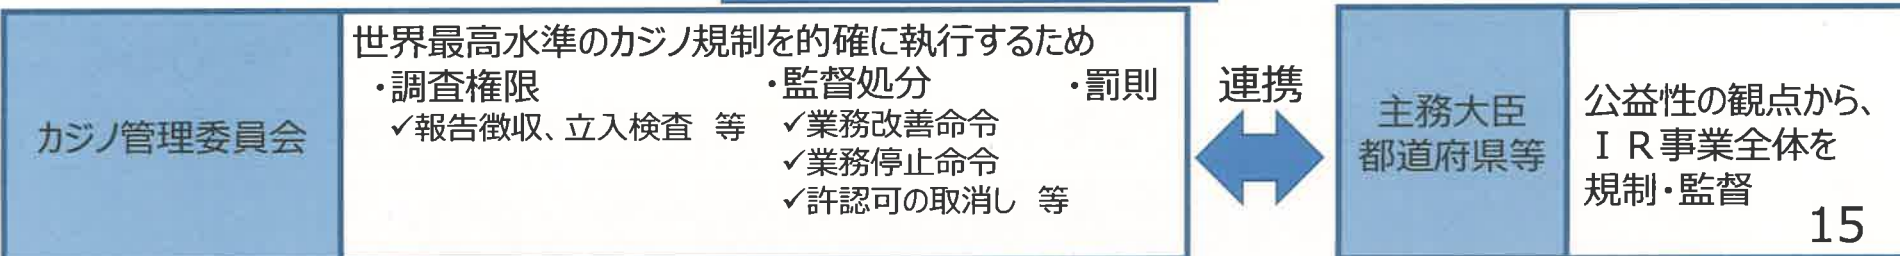 カジノ管理委員会
世界最高水準のカジノ規制を的確に執行するため
・調査権限
✓報告徴収、立入検査 等
・監督処分
✓業務改善命令
✓業務停止命令
✓許認可の取消し 等
・罰則
連携
主務大臣
都道府県等
公益性の観点から、
ＩＲ事業全体を
規制・監督
15